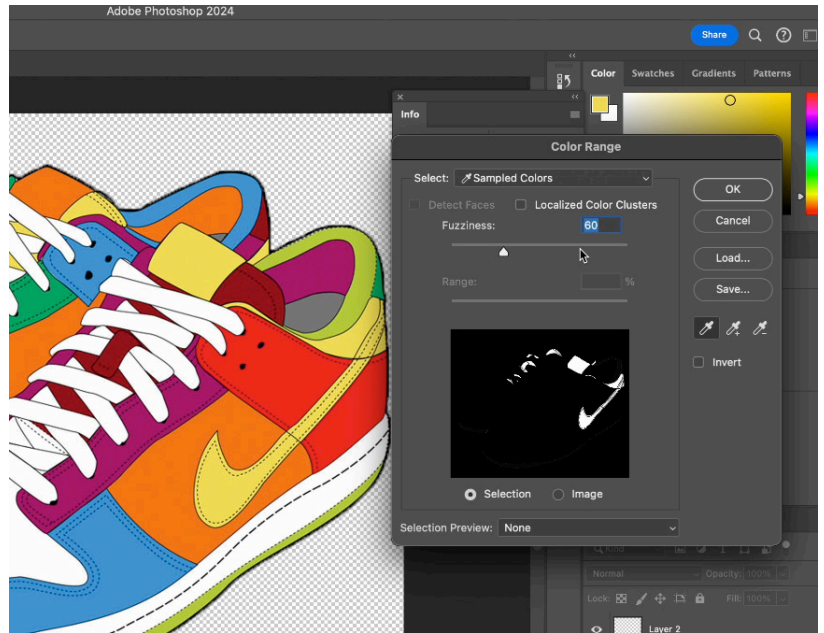 Adobe Photoshop 2024
Share
Color Swatches Gradients Patterns
Info
Color Range
Select: Sampled Colors
Detect Faces Localized Color Clusters
Fuzziness: 60
Range: %
OK
Cancel
Load...
Save...
Invert
Selection Image
Selection Preview: None
Kind
Normal Opacity: 100%
Lock: Fill: 100%
Layer 2